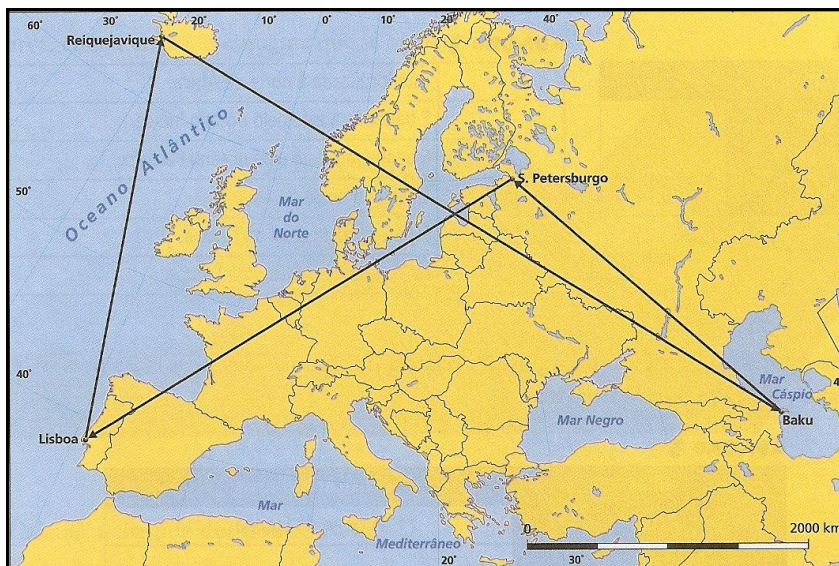 60˚
30˚
20˚
10˚
0˚
10˚
20˚
30˚
40˚
Reiquejavique
Oceano Atlântico
S. Petersburgo
50˚
Mar
do
Norte
40˚
Mar
Cáspio
Baku
Mar Negro
Lisboa
Mar
Mediterrâneo
0
2000 km
20˚
30˚